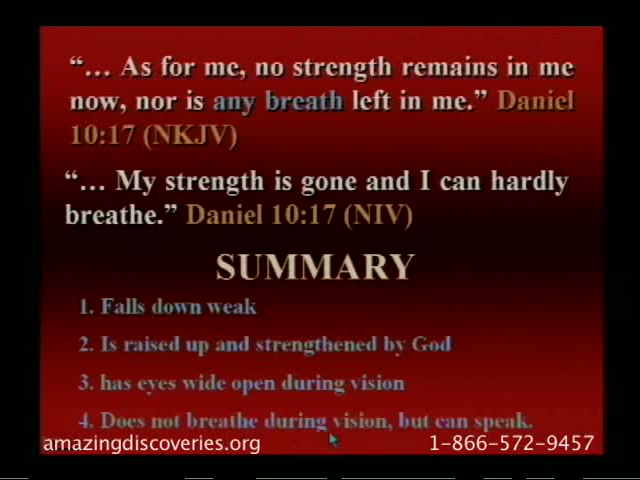 “... As for me, no strength remains in me
now, nor is any breath left in me.” Daniel
10:17 (NKJV)
“... My strength is gone and I can hardly
breathe.” Daniel 10:17 (NIV)
SUMMARY
1. Falls down weak
2. Is raised up and strengthened by God
3. has eyes wide open during vision
4. Does not breathe during vision, but can speak.
amazingdiscoveries.org 1-866-572-9457